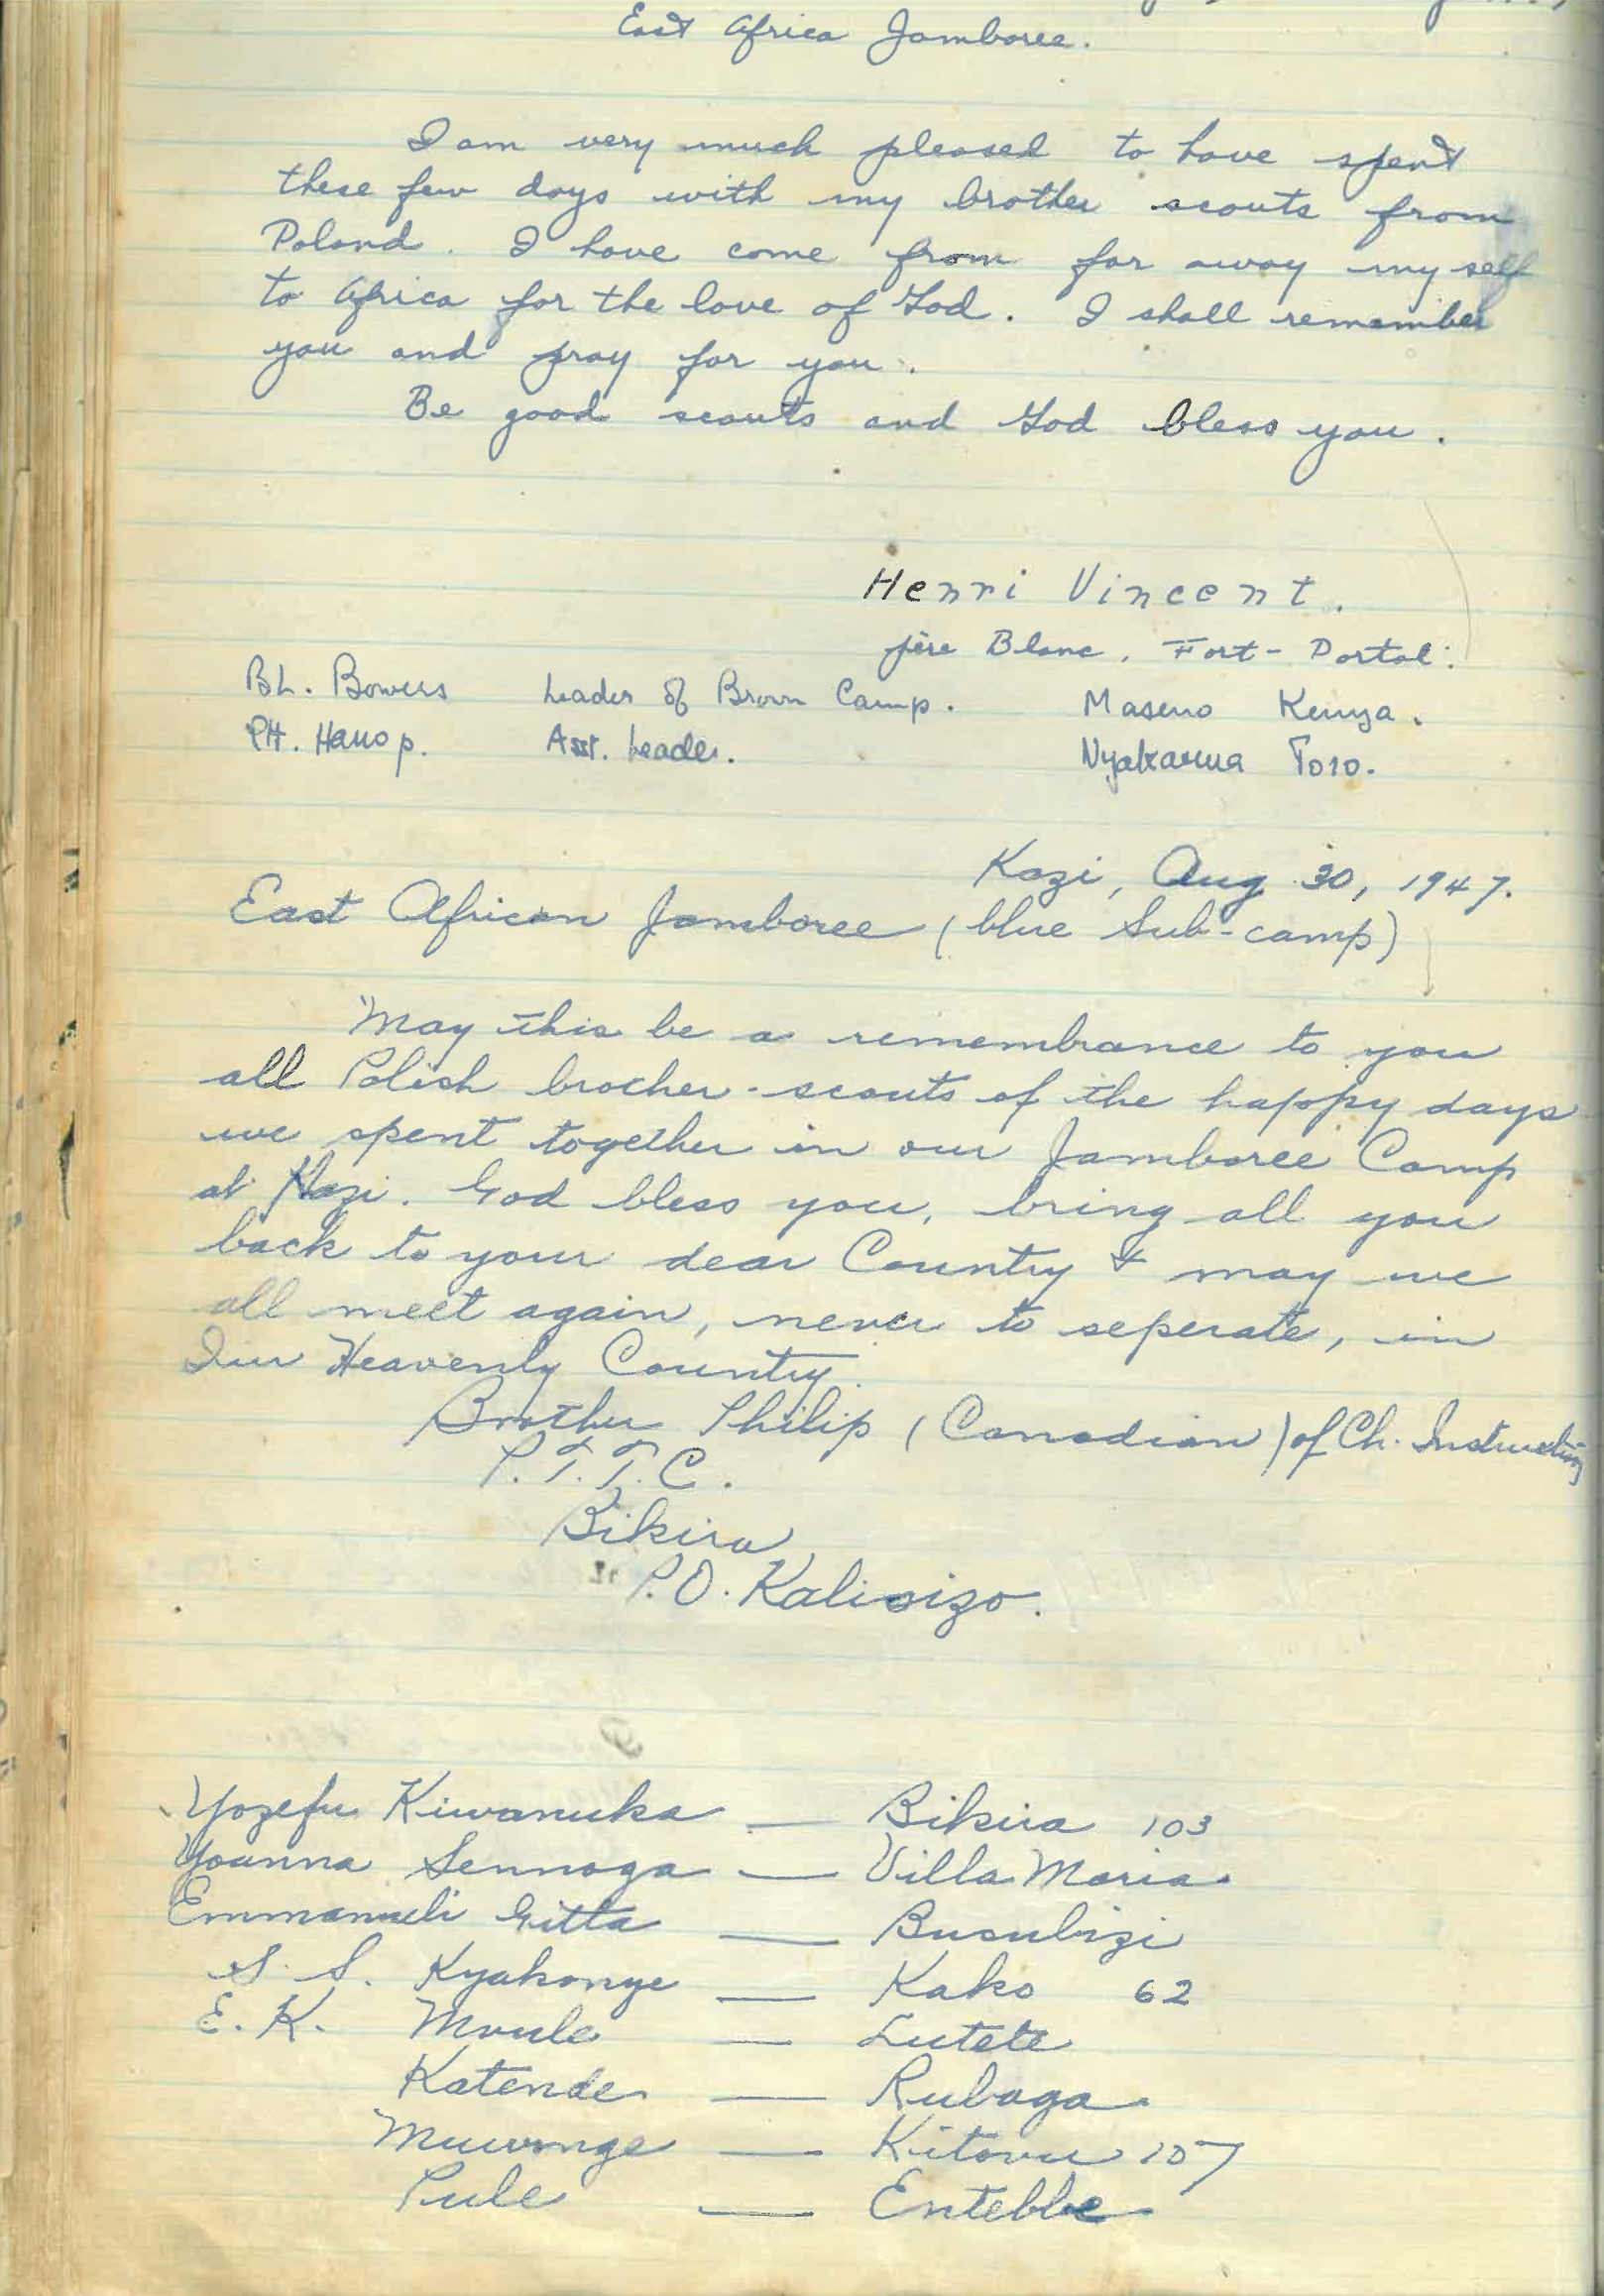 East Africa Jamboree.
I am very much pleased to have spent
these few days with my brother scouts from
Poland. I have come from far away my self
to Africa for the love of God. I shall remember
you and pray for you.
Be good scouts and God bless you.
Henri Vincent.
père Blanc, Fort-Portal.
B.L. Bowers Leader of Brown Camp. Maseno Kenya.
P.H. Hanop. Asst. Leader. Nyakasura Toro.
Kazi, Aug 30, 1947.
East African Jamboree (blue Sub-camp)
May this be a remembrance to you
all Polish brother-scouts of the happy days
we spent together in our Jamboree Camp
at Kazi. God bless you, bring all you
back to your dear Country & may we
all meet again, never to seperate, in
Our Heavenly Country.
Brother Philip (Canadian) of Ch. Instruction
P.T.T.C.
Bikira
P.O. Kalisizo.
Yozefu Kiwanuka — Bikira 103
Yoanna Sennoga — Villa Maria.
Emmanueli Gitta — Busubizi
S. S. Kyakonye — Kako 62
E. K. Mvule — Lutete
Katende — Rubaga
Muwonge — Kitovu 107
Pule — Entebbe